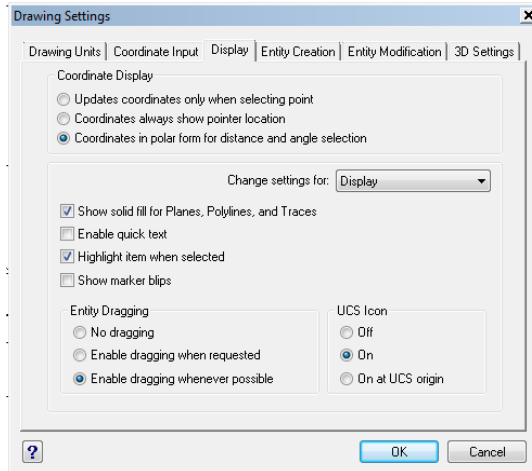 Drawing Settings
Drawing Units Coordinate Input Display Entity Creation Entity Modification 3D Settings
Coordinate Display
Updates coordinates only when selecting point
Coordinates always show pointer location
Coordinates in polar form for distance and angle selection
Change settings for: Display
Show solid fill for Planes, Polylines, and Traces
Enable quick text
Highlight item when selected
Show marker blips
Entity Dragging UCS Icon
No dragging Off
Enable dragging when requested On
Enable dragging whenever possible On at UCS origin
? OK Cancel